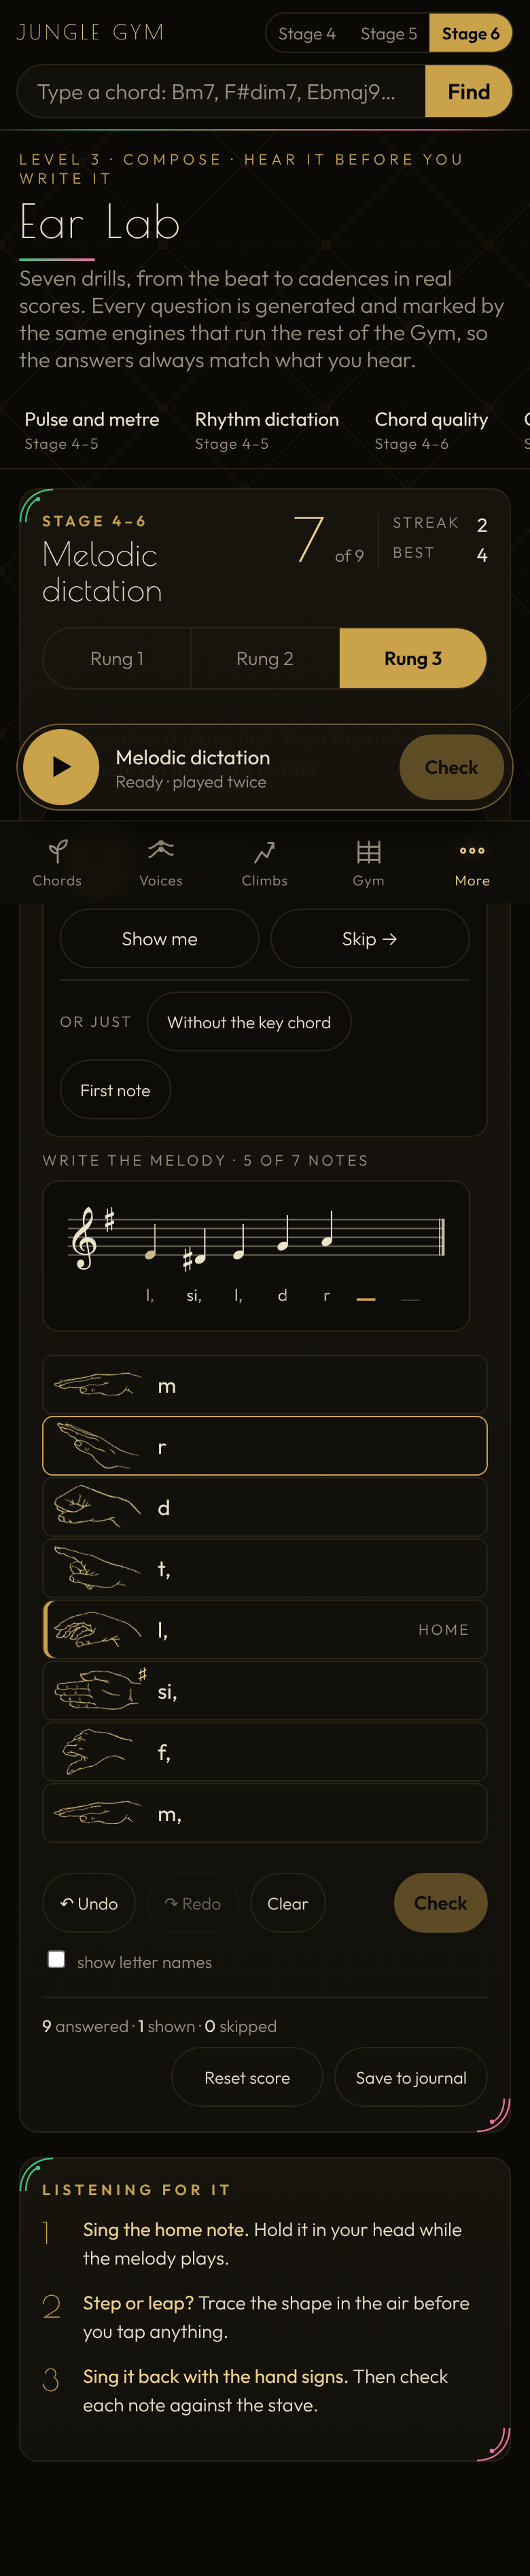 JUNGLE GYM
Stage 4 Stage 5 Stage 6
Type a chord: Bm7, F#dim7, Ebmaj9... Find
LEVEL 3 · COMPOSE · HEAR IT BEFORE YOU
WRITE IT
Ear Lab
Seven drills, from the beat to cadences in real
scores. Every question is generated and marked by
the same engines that run the rest of the Gym, so
the answers always match what you hear.
Pulse and metre Rhythm dictation Chord quality
Stage 4–5 Stage 4–5 Stage 4–6
STAGE 4–6
Melodic
dictation
7 of 9
STREAK 2
BEST 4
Rung 1 Rung 2 Rung 3
ey chord plays first, then the melo
Melodic dictation
Ready · played twice
Check
adder
Chords Voices Climbs Gym More
Show me Skip →
OR JUST Without the key chord
First note
WRITE THE MELODY · 5 OF 7 NOTES
l, si, l, d r
m
r
d
t,
l, HOME
si,
f,
m,
↶ Undo ↷ Redo Clear Check
show letter names
9 answered · 1 shown · 0 skipped
Reset score Save to journal
LISTENING FOR IT
1 Sing the home note. Hold it in your head while
the melody plays.
2 Step or leap? Trace the shape in the air before
you tap anything.
3 Sing it back with the hand signs. Then check
each note against the stave.